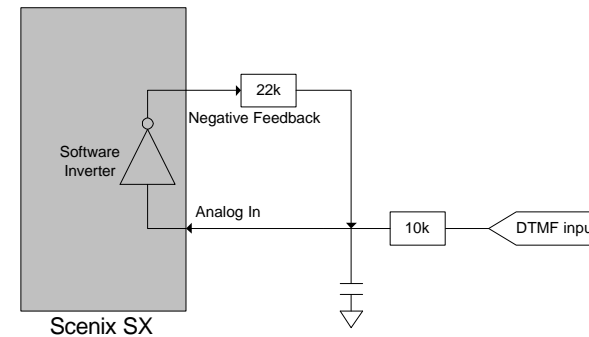 22k
Negative Feedback
Software
Inverter
Analog In
10k
DTMF inpu
Scenix SX